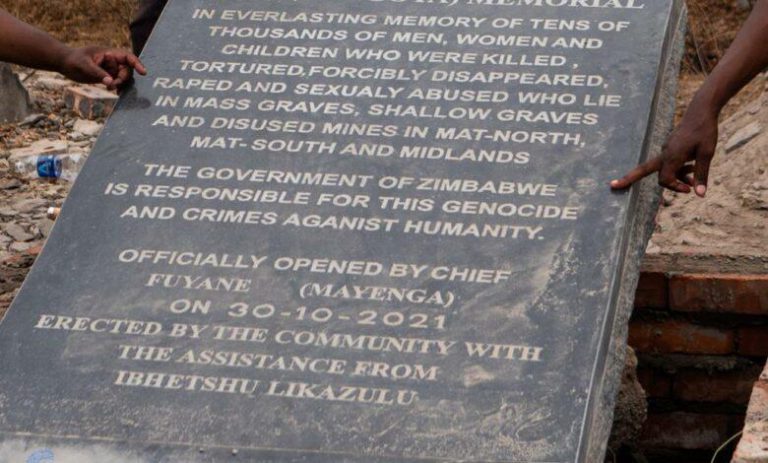 MEMORIAL
IN EVERLASTING MEMORY OF TENS OF
THOUSANDS OF MEN, WOMEN AND
CHILDREN WHO WERE KILLED ,
TORTURED,FORCIBLY DISAPPEARED,
RAPED AND SEXUALY ABUSED WHO LIE
IN MASS GRAVES, SHALLOW GRAVES
AND DISUSED MINES IN MAT-NORTH,
MAT-SOUTH AND MIDLANDS
THE GOVERNMENT OF ZIMBABWE
IS RESPONSIBLE FOR THIS GENOCIDE
AND CRIMES AGANIST HUMANITY.
OFFICIALLY OPENED BY CHIEF
FUYANE (MAYENGA)
ON 30-10-2021
ERECTED BY THE COMMUNITY WITH
THE ASSISTANCE FROM
IBHETSHU LIKAZULU